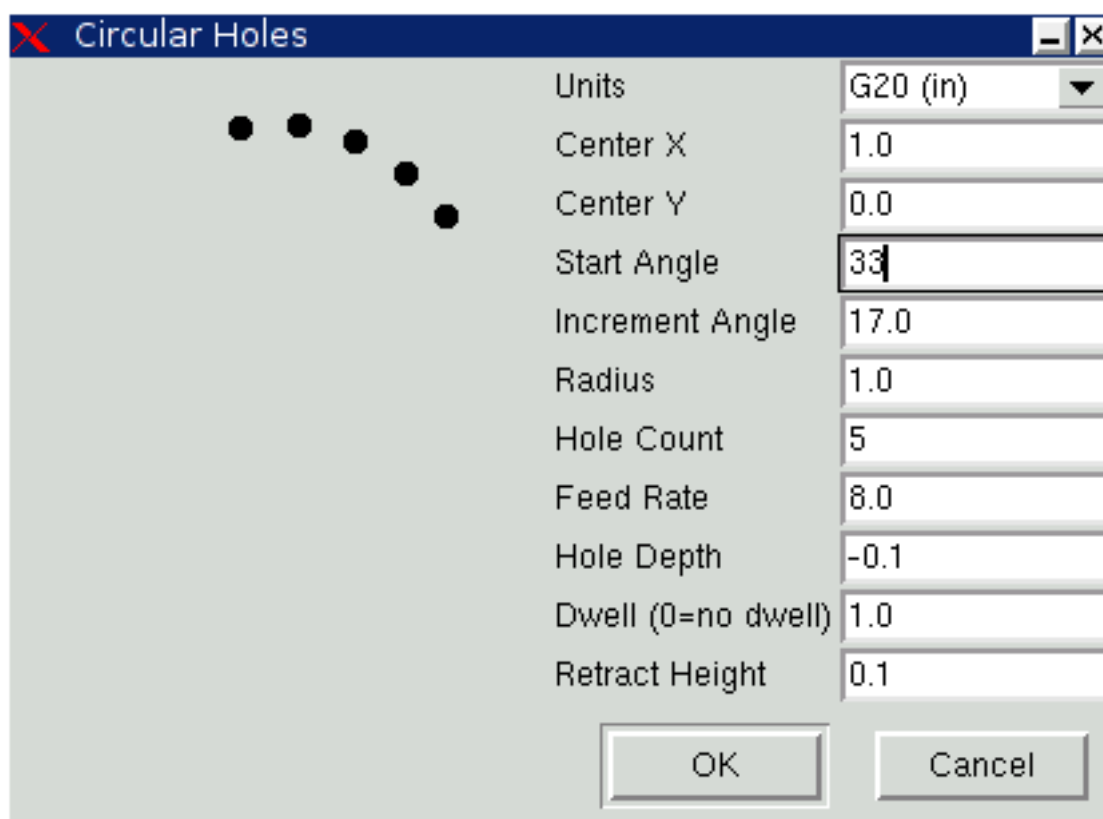 Circular Holes
Units G20 (in)
Center X 1.0
Center Y 0.0
Start Angle 33
Increment Angle 17.0
Radius 1.0
Hole Count 5
Feed Rate 8.0
Hole Depth -0.1
Dwell (0=no dwell) 1.0
Retract Height 0.1
OK Cancel